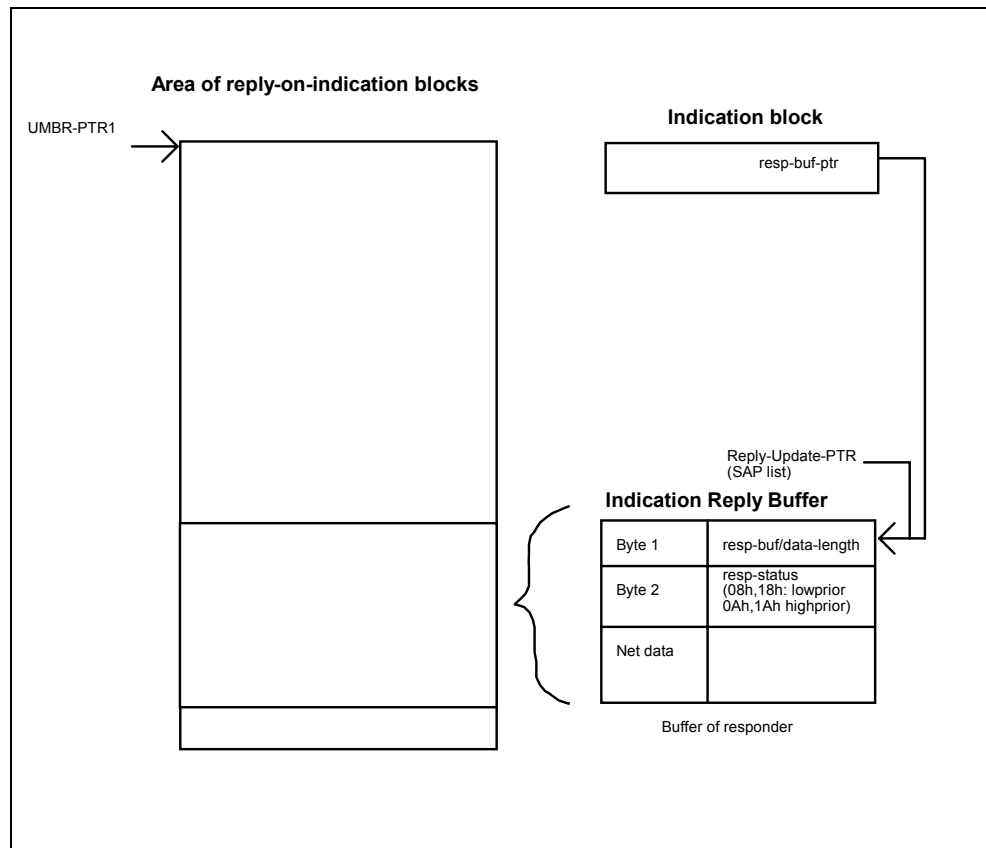 Area of reply-on-indication blocks
UMBR-PTR1
Indication block
resp-buf-ptr
Reply-Update-PTR
(SAP list)
Indication Reply Buffer
Byte 1
resp-buf/data-length
Byte 2
resp-status
(08h,18h: lowprior
0Ah,1Ah highprior)
Net data
Buffer of responder